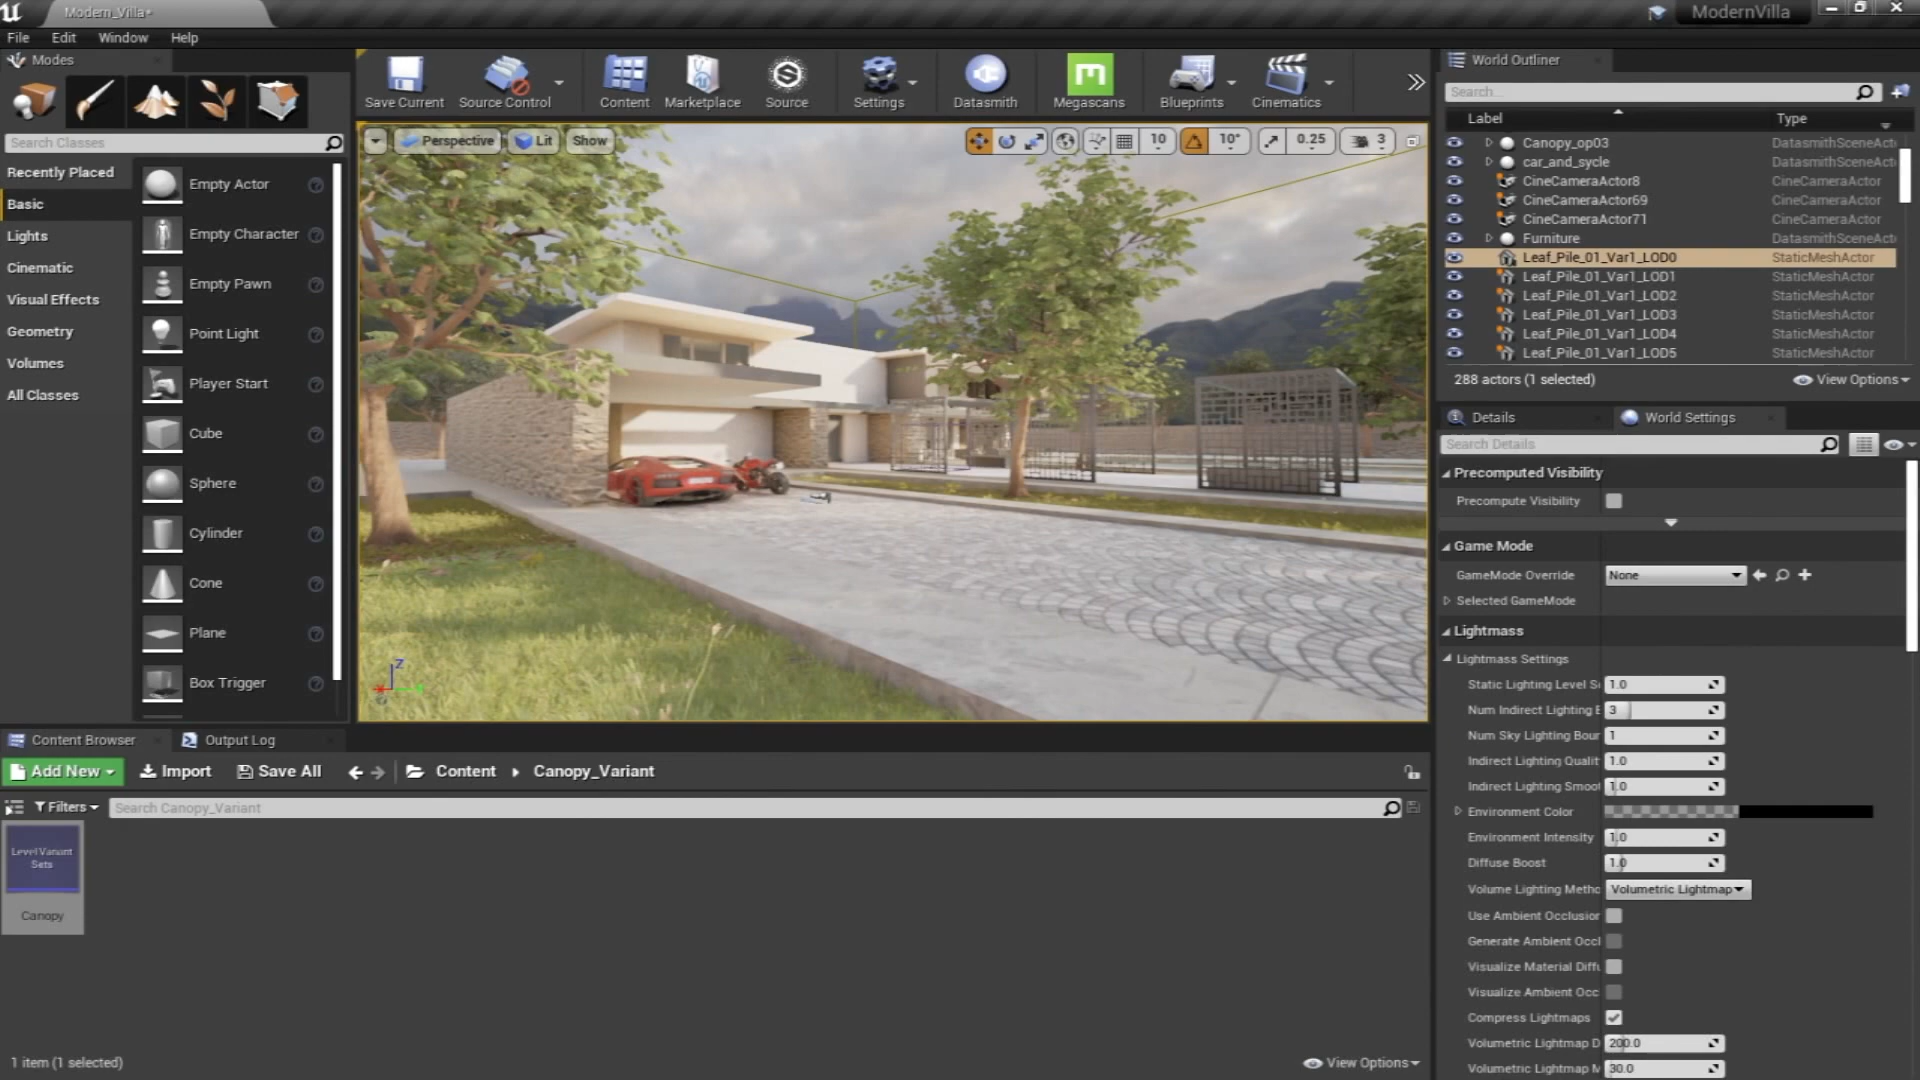 Modern_Villa*
ModernVilla
File Edit Window Help
Modes
Search Classes
Recently Placed
Basic
Lights
Cinematic
Visual Effects
Geometry
Volumes
All Classes
Empty Actor
Empty Character
Empty Pawn
Point Light
Player Start
Cube
Sphere
Cylinder
Cone
Plane
Box Trigger
Save Current
Source Control
Content
Marketplace
Source
Settings
Datasmith
Megascans
Blueprints
Cinematics
Perspective
Lit
Show
10
10°
0.25
3
Z
World Outliner
Search...
Label Type
Canopy_op03 DatasmithSceneAct
car_and_sycle DatasmithSceneAct
CineCameraActor8 CineCameraActor
CineCameraActor69 CineCameraActor
CineCameraActor71 CineCameraActor
Furniture DatasmithSceneAct
Leaf_Pile_01_Var1_LOD0 StaticMeshActor
Leaf_Pile_01_Var1_LOD1 StaticMeshActor
Leaf_Pile_01_Var1_LOD2 StaticMeshActor
Leaf_Pile_01_Var1_LOD3 StaticMeshActor
Leaf_Pile_01_Var1_LOD4 StaticMeshActor
Leaf_Pile_01_Var1_LOD5 StaticMeshActor
288 actors (1 selected) View Options
Details World Settings
Search Details
Precomputed Visibility
Precompute Visibility
Game Mode
GameMode Override None
Selected GameMode
Lightmass
Lightmass Settings
Static Lighting Level S 1.0
Num Indirect Lighting B 3
Num Sky Lighting Boun 1
Indirect Lighting Qualit 1.0
Indirect Lighting Smoot 1.0
Environment Color
Environment Intensity 1.0
Diffuse Boost 1.0
Volume Lighting Metho Volumetric Lightmap
Use Ambient Occlusion
Generate Ambient Occl
Visualize Material Diffu
Visualize Ambient Occ
Compress Lightmaps
Volumetric Lightmap D 200.0
Volumetric Lightmap M 30.0
Content Browser Output Log
Add New Import Save All Content Canopy_Variant
Filters Search Canopy_Variant
Level Variant
Sets
Canopy
1 item (1 selected)
View Options